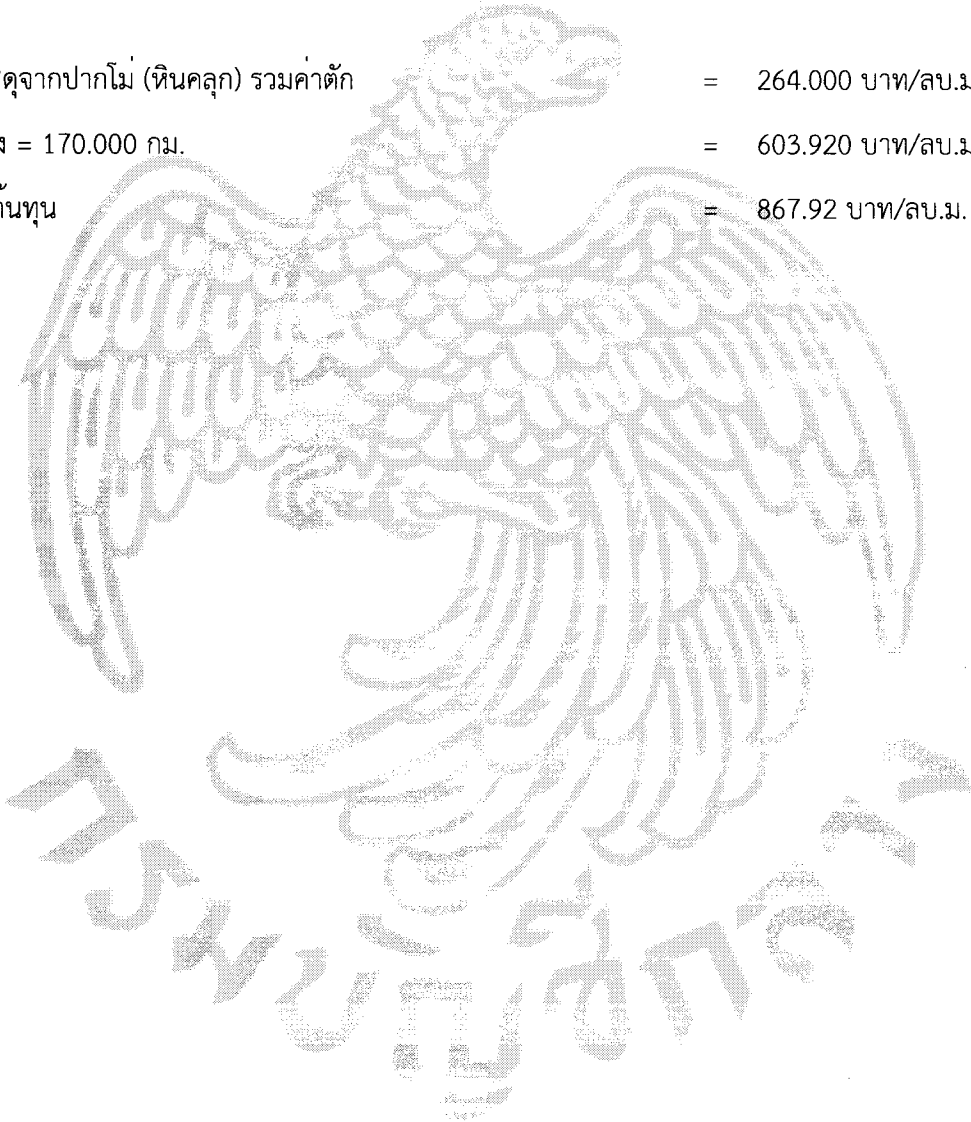 ดุจากปากโม่ (หินคลุก) รวมค่าตัก = 264.000 บาท/ลบ.ม
ง = 170.000 กม. = 603.920 บาท/ลบ.ม
้นทุน = 867.92 บาท/ลบ.ม.
กรมบัญชีกลาง